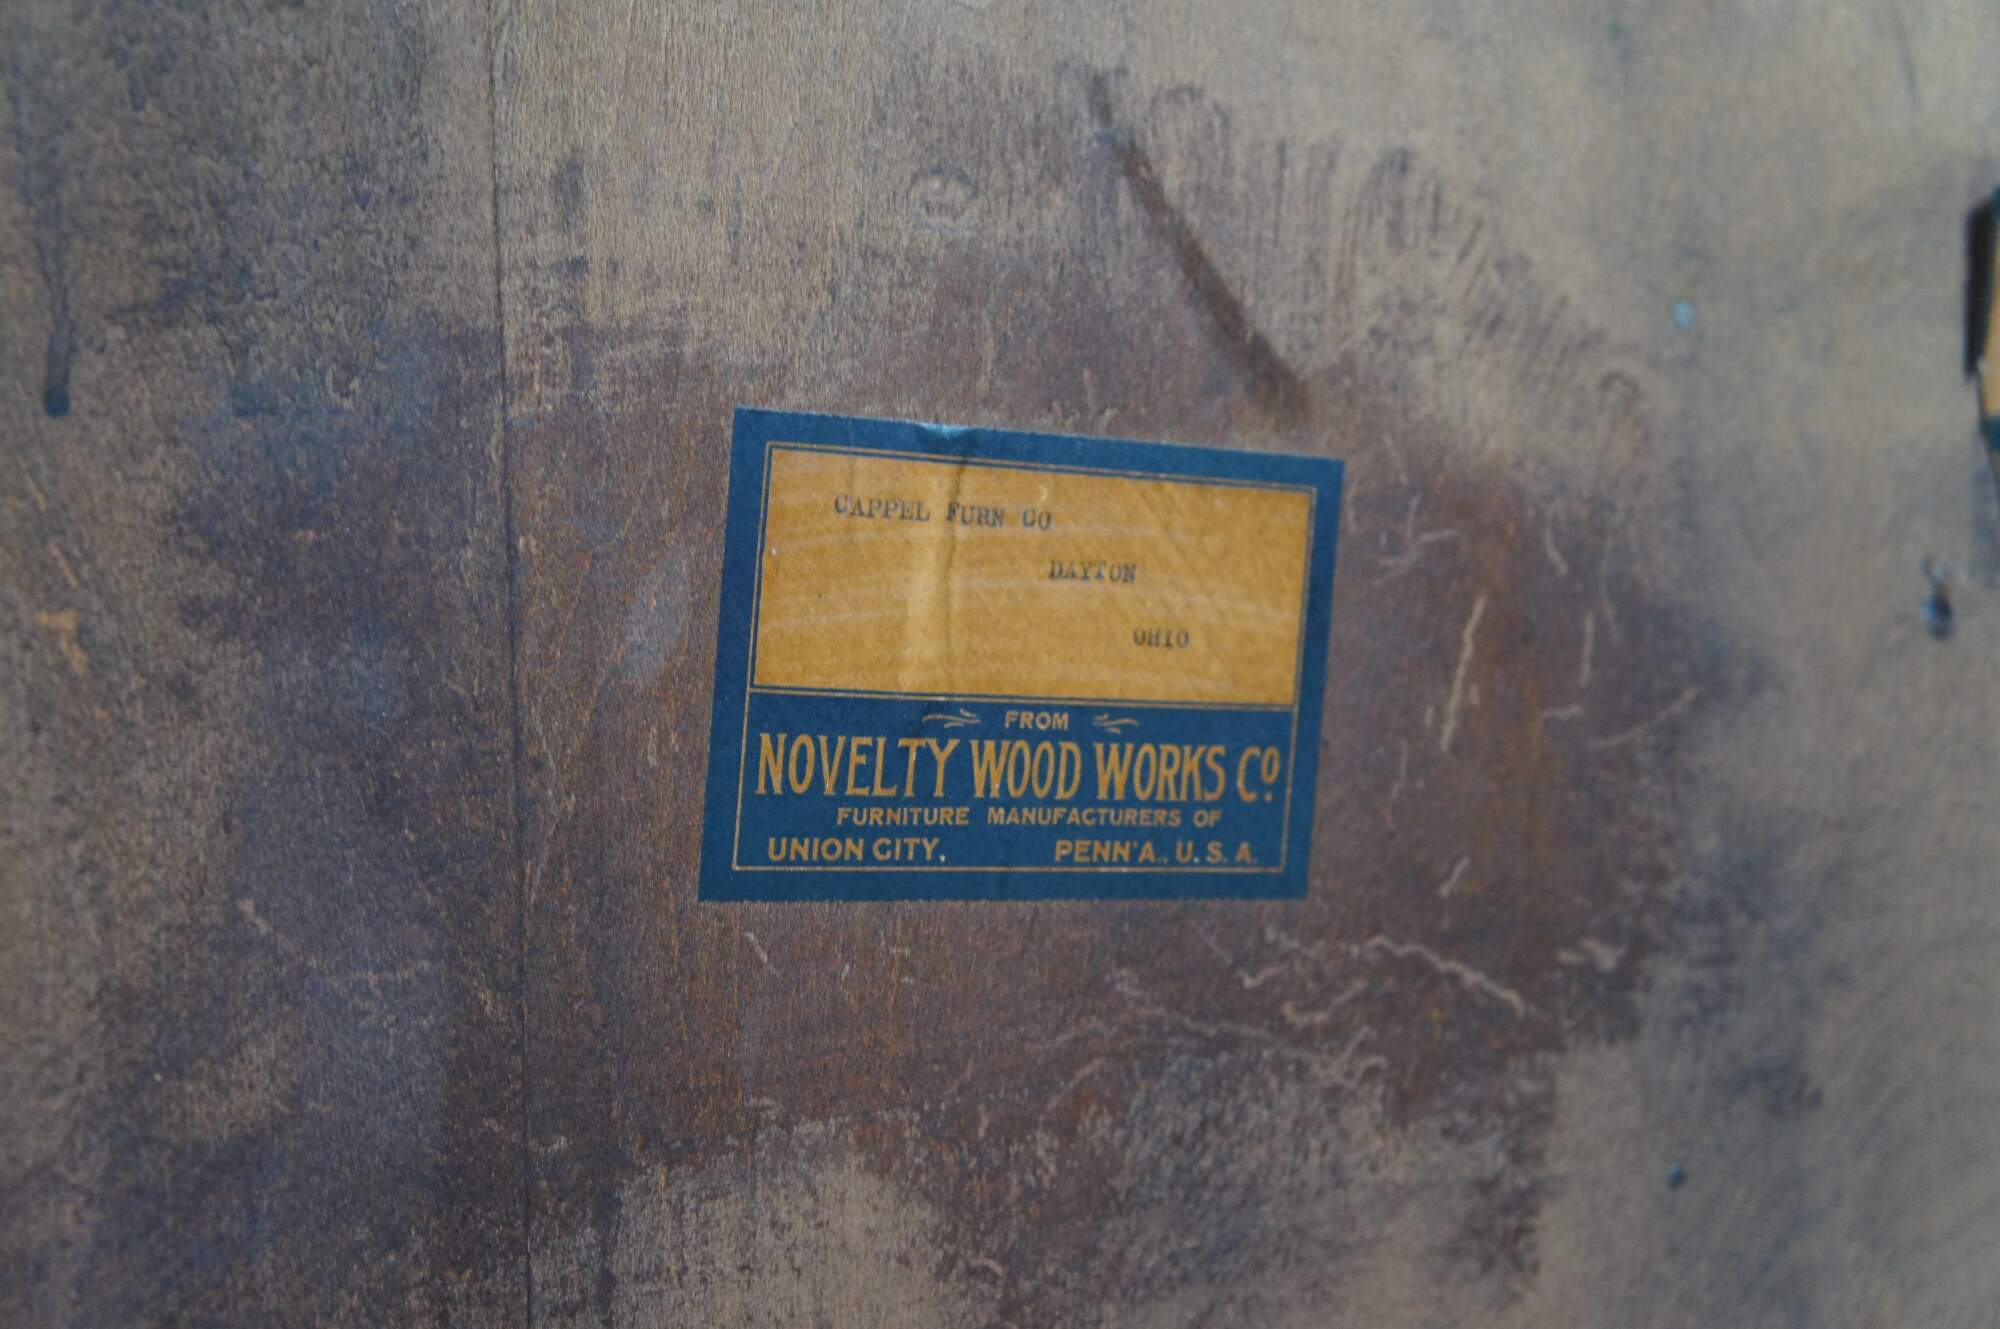 CAPPEL FURN CO
DAYTON
OHIO
FROM
NOVELTY WOOD WORKS Co.
FURNITURE MANUFACTURERS OF
UNION CITY, PENN'A., U.S.A.